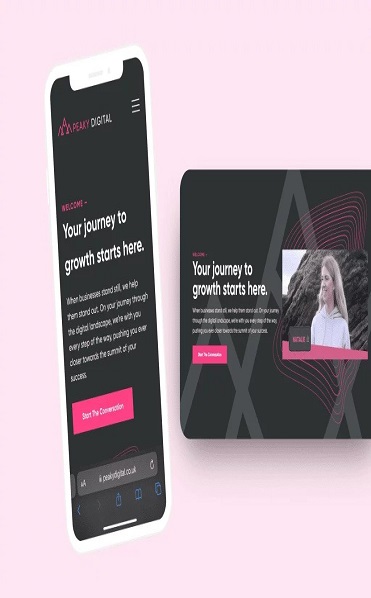 PEAKY DIGITAL
WELCOME –
Your journey to
growth starts here.
When businesses stand still, we help
them stand out. On your journey through
the digital landscape, we're with you
every step of the way, pushing you ever
closer towards the summit of your
success.
Start The Conversation
AA
peakydigital.co.uk
WELCOME –
Your journey to
growth starts here.
When businesses stand still, we help them stand out. On your journey
through the digital landscape, we're with you every step of the way,
pushing you ever closer towards the summit of your success.
Start The Conversation
NATALIE